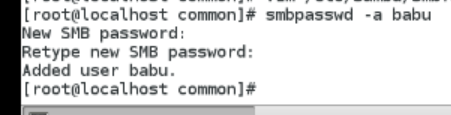 [root@localhost common]# smbpasswd -a babu
New SMB password:
Retype new SMB password:
Added user babu.
[root@localhost common]#